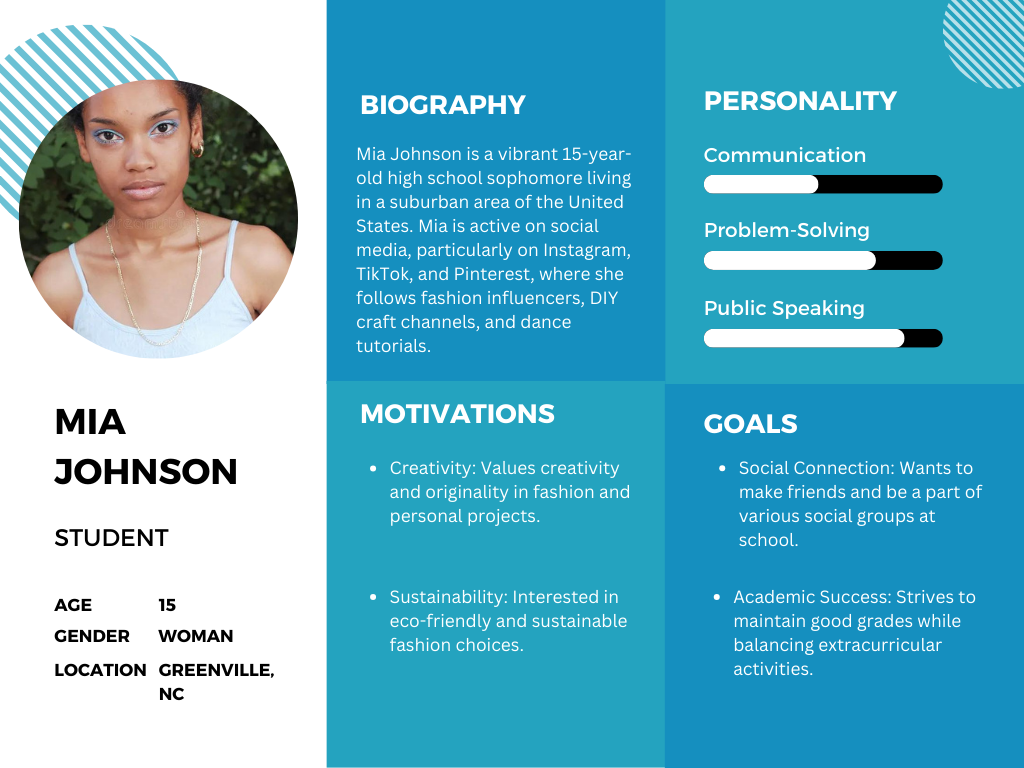 MIA
JOHNSON
STUDENT
AGE 15
GENDER WOMAN
LOCATION GREENVILLE,
NC
BIOGRAPHY
Mia Johnson is a vibrant 15-year-
old high school sophomore living
in a suburban area of the United
States. Mia is active on social
media, particularly on Instagram,
TikTok, and Pinterest, where she
follows fashion influencers, DIY
craft channels, and dance
tutorials.
PERSONALITY
Communication
Problem-Solving
Public Speaking
MOTIVATIONS
• Creativity: Values creativity
and originality in fashion and
personal projects.
• Sustainability: Interested in
eco-friendly and sustainable
fashion choices.
GOALS
• Social Connection: Wants to
make friends and be a part of
various social groups at
school.
• Academic Success: Strives to
maintain good grades while
balancing extracurricular
activities.